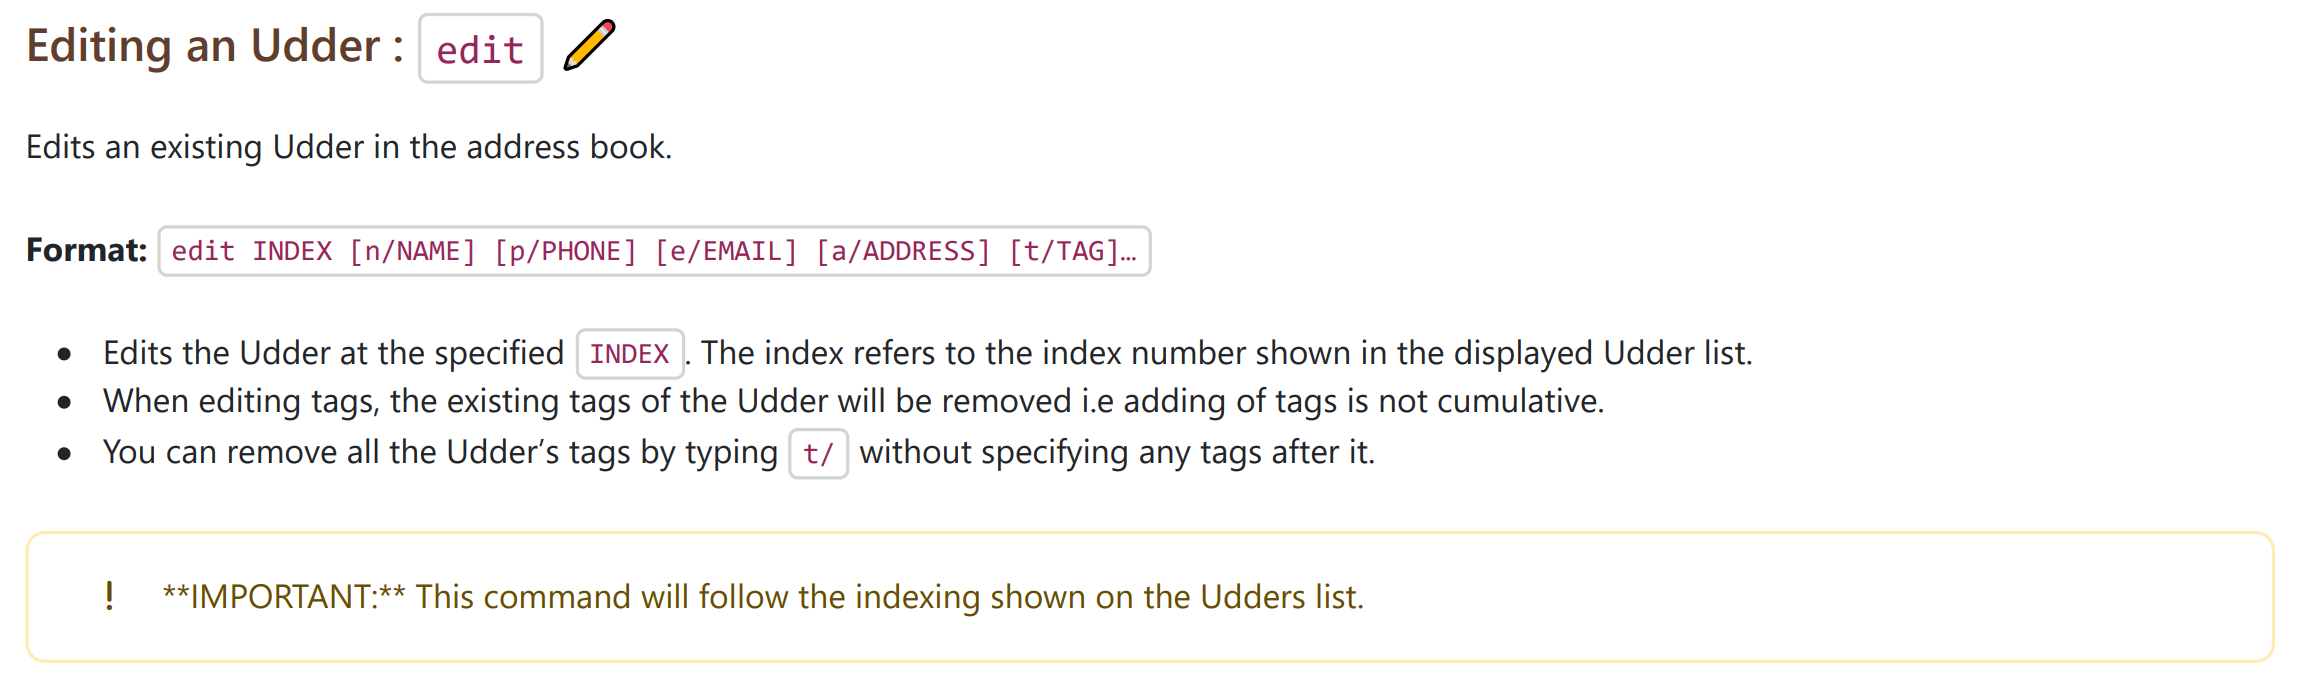 Editing an Udder : edit
Edits an existing Udder in the address book.
Format: edit INDEX [n/NAME] [p/PHONE] [e/EMAIL] [a/ADDRESS] [t/TAG]…
Edits the Udder at the specified INDEX. The index refers to the index number shown in the displayed Udder list.
When editing tags, the existing tags of the Udder will be removed i.e adding of tags is not cumulative.
You can remove all the Udder’s tags by typing t/ without specifying any tags after it.
! **IMPORTANT:** This command will follow the indexing shown on the Udders list.